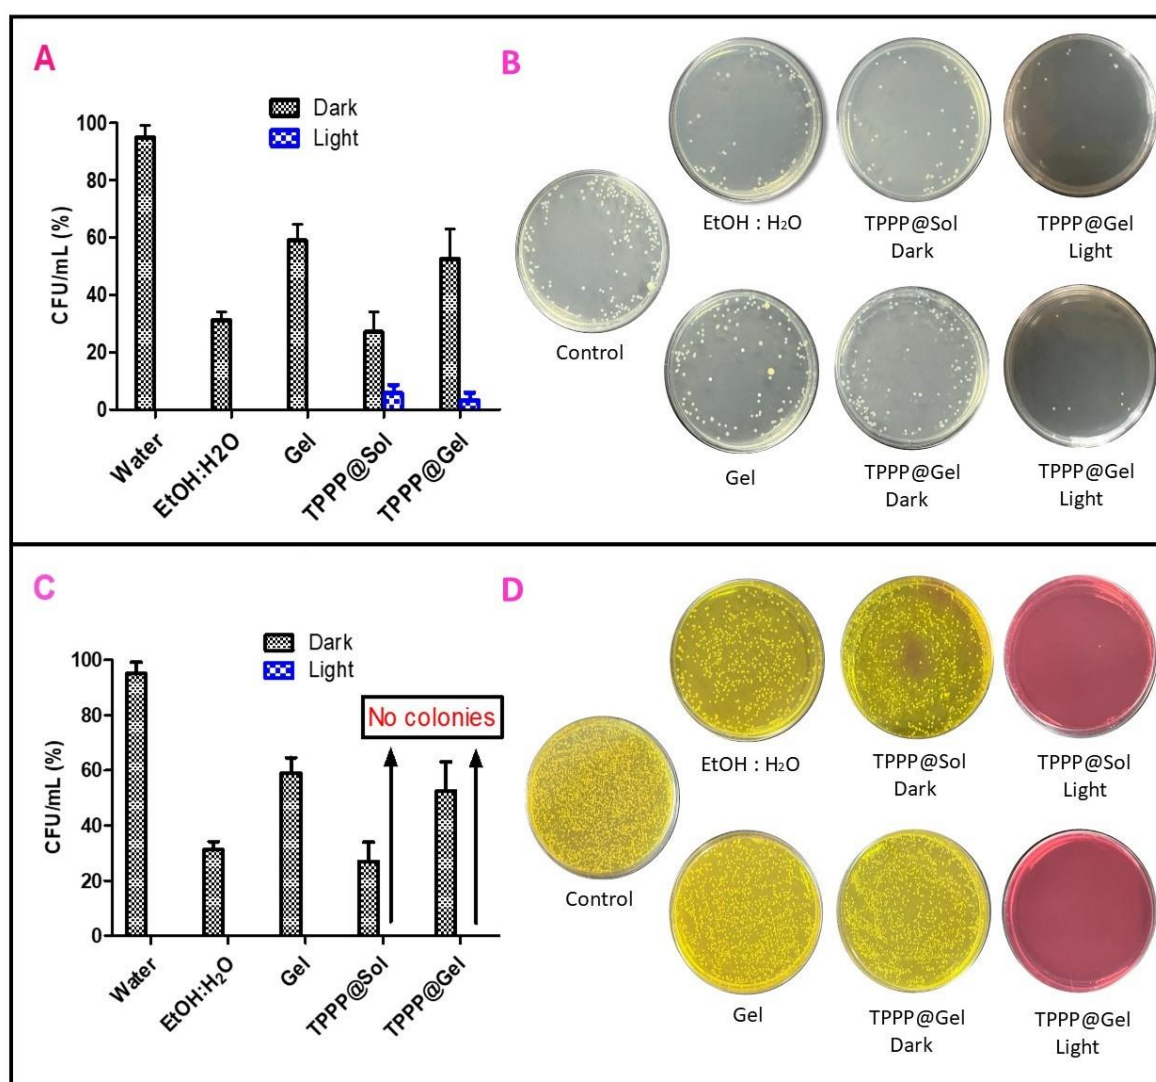 A
Dark
Light
CFU/mL (%)
100
80
60
40
20
0
Water
EtOH:H2O
Gel
TPPP@Sol
TPPP@Gel
B
Control
EtOH : H₂O
TPPP@Sol
Dark
TPPP@Gel
Light
Gel
TPPP@Gel
Dark
TPPP@Gel
Light
C
Dark
Light
No colonies
CFU/mL (%)
100
80
60
40
20
0
Water
EtOH:H₂O
Gel
TPPP@Sol
TPPP@Gel
D
Control
EtOH : H₂O
TPPP@Sol
Dark
TPPP@Sol
Light
Gel
TPPP@Gel
Dark
TPPP@Gel
Light